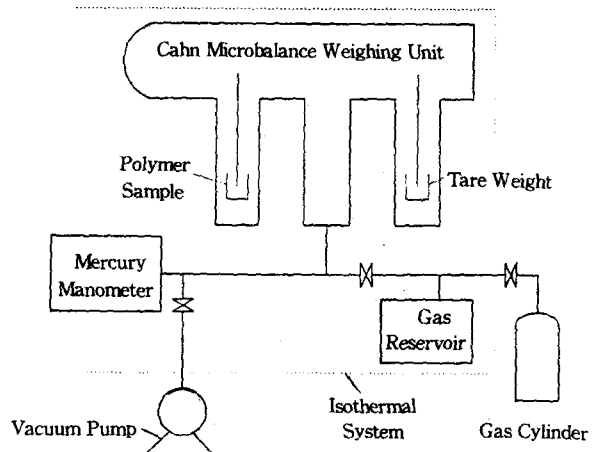 Cahn Microbalance Weighing Unit
Polymer
Sample
Tare Weight
Mercury
Manometer
Gas
Reservoir
Isothermal
System
Vacuum Pump
Gas Cylinder